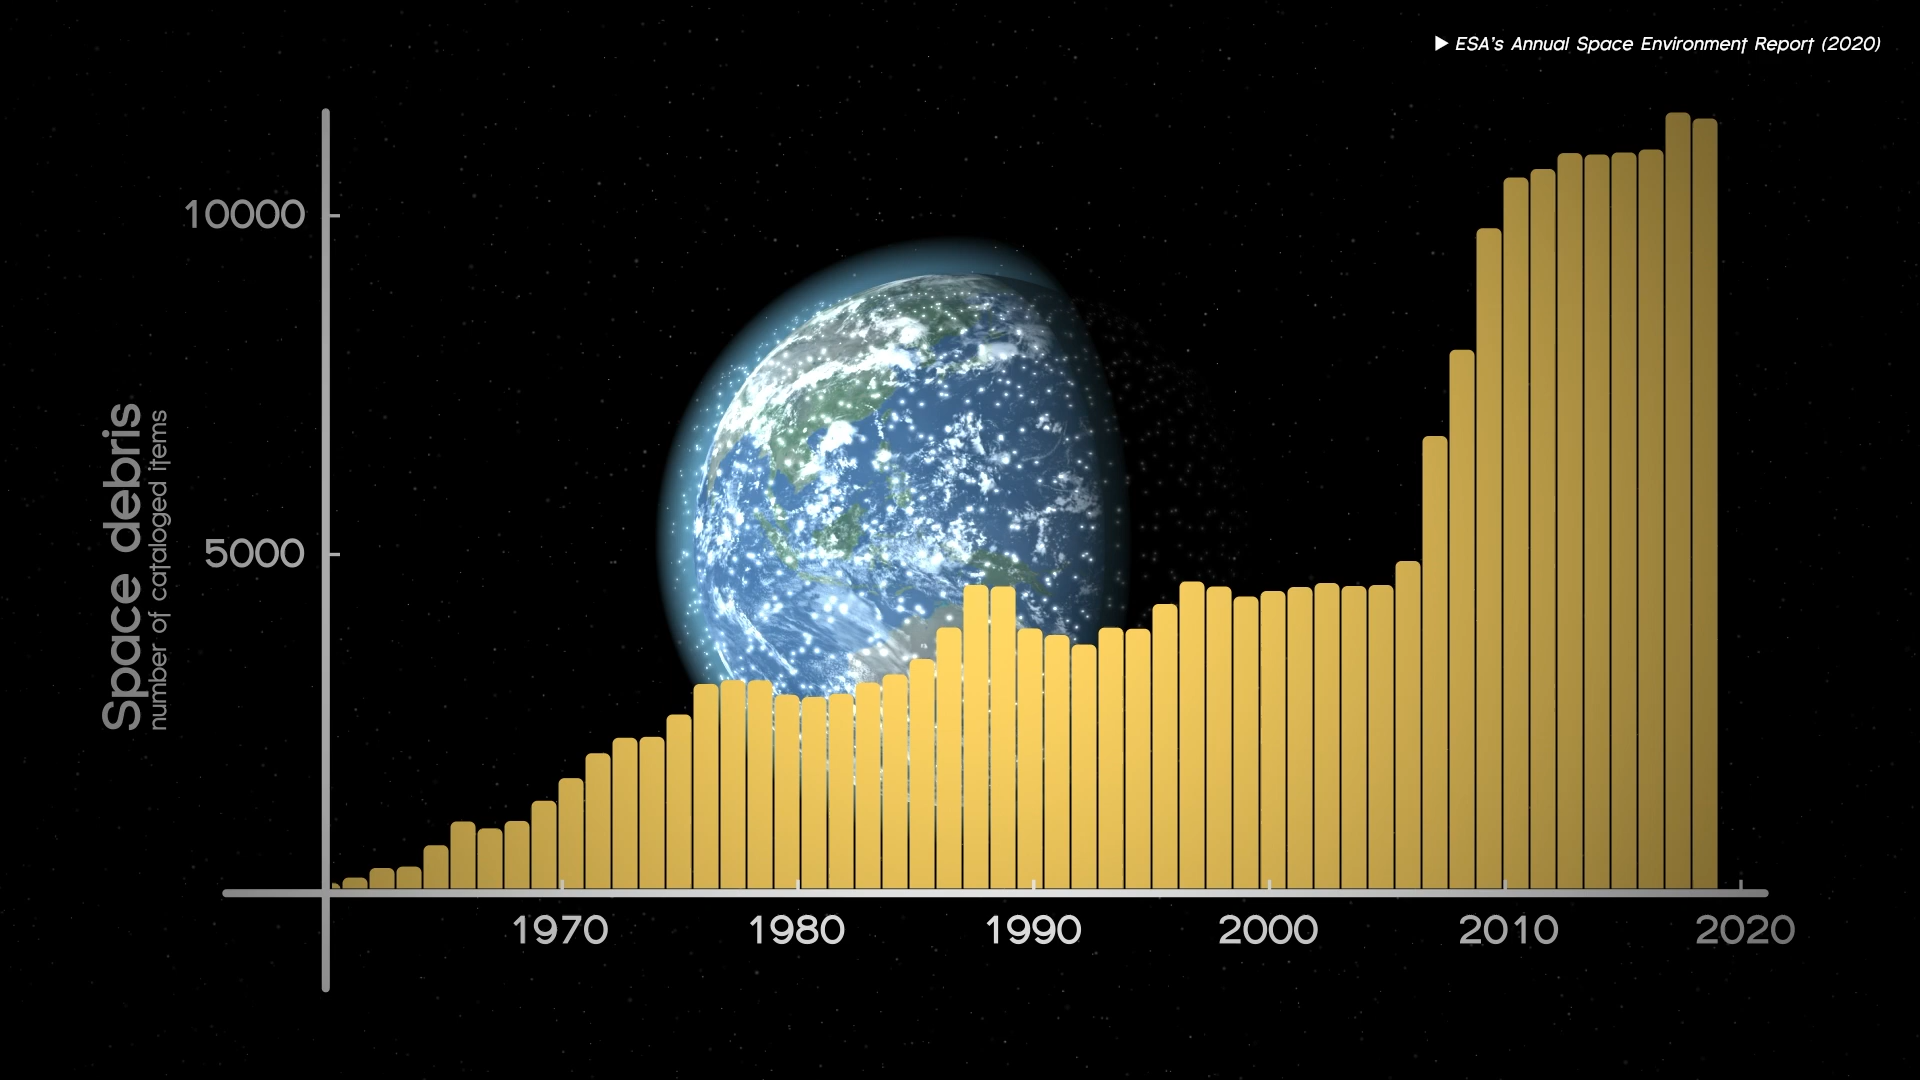 ▶ ESA's Annual Space Environment Report (2020)
10000
5000
Space debris
number of cataloged items
1970 1980 1990 2000 2010 2020